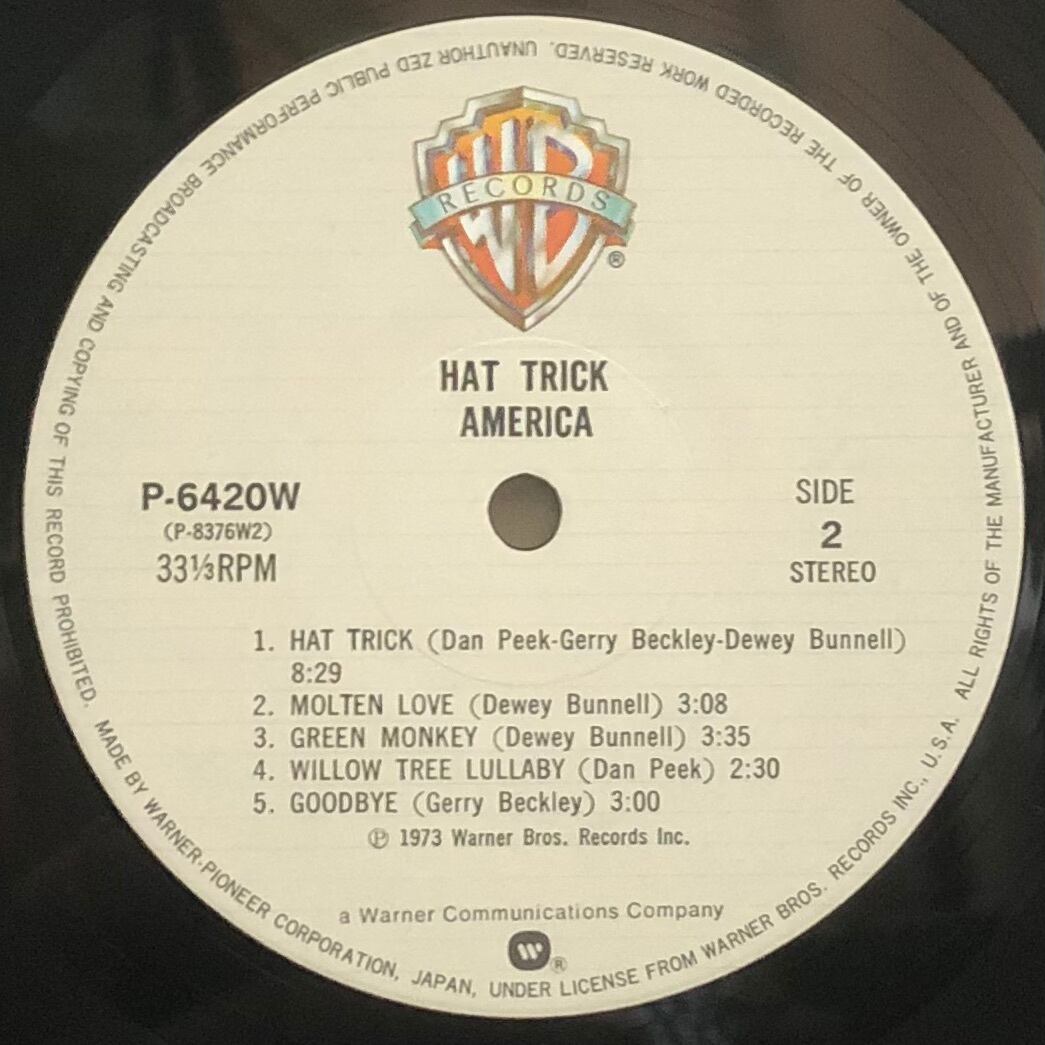 WB
RECORDS
®
HAT TRICK
AMERICA
P-6420W
(P-8376W2)
33⅓RPM
SIDE
2
STEREO
1. HAT TRICK (Dan Peek-Gerry Beckley-Dewey Bunnell)
8:29
2. MOLTEN LOVE (Dewey Bunnell) 3:08
3. GREEN MONKEY (Dewey Bunnell) 3:35
4. WILLOW TREE LULLABY (Dan Peek) 2:30
5. GOODBYE (Gerry Beckley) 3:00
℗ 1973 Warner Bros. Records Inc.
a Warner Communications Company
W ®
MADE BY WARNER-PIONEER CORPORATION, JAPAN, UNDER LICENSE FROM WARNER BROS. RECORDS INC., U.S.A. ALL RIGHTS OF THE MANUFACTURER AND OF THE OWNER OF THE RECORDED WORK RESERVED. UNAUTHOR ZED PUBLIC PERFORMANCE BROADCASTING AND COPYING OF THIS RECORD PROHIBITED.